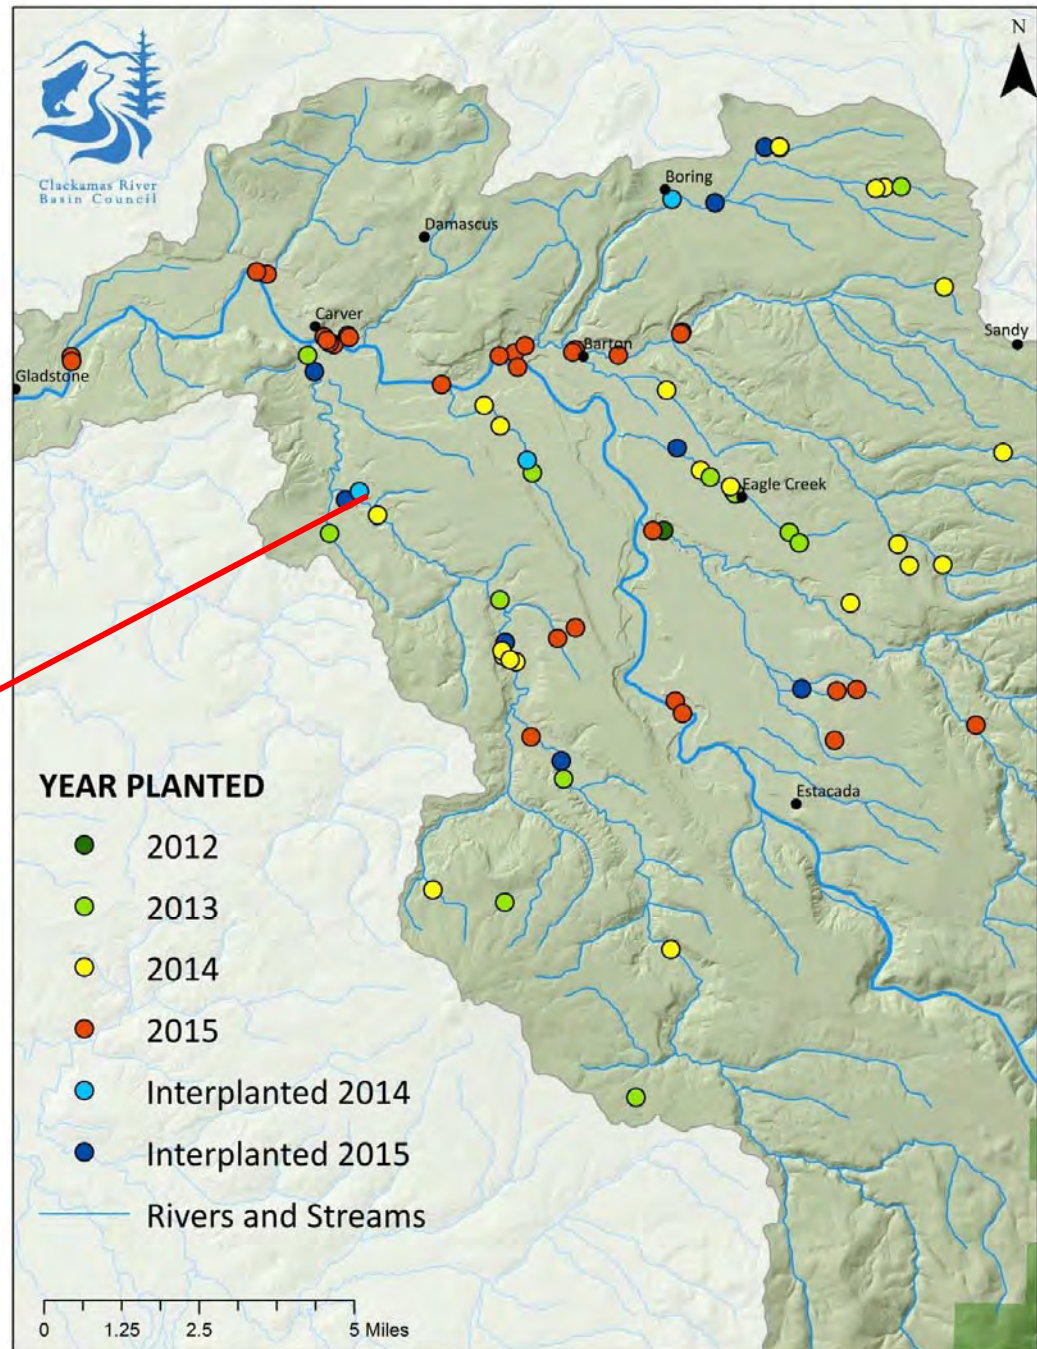 N
Clackamas River
Basin Council
Boring
Damascus
Carver
Sandy
Barton
Gladstone
Eagle Creek
Estacada
YEAR PLANTED
2012
2013
2014
2015
Interplanted 2014
Interplanted 2015
Rivers and Streams
0 1.25 2.5 5 Miles